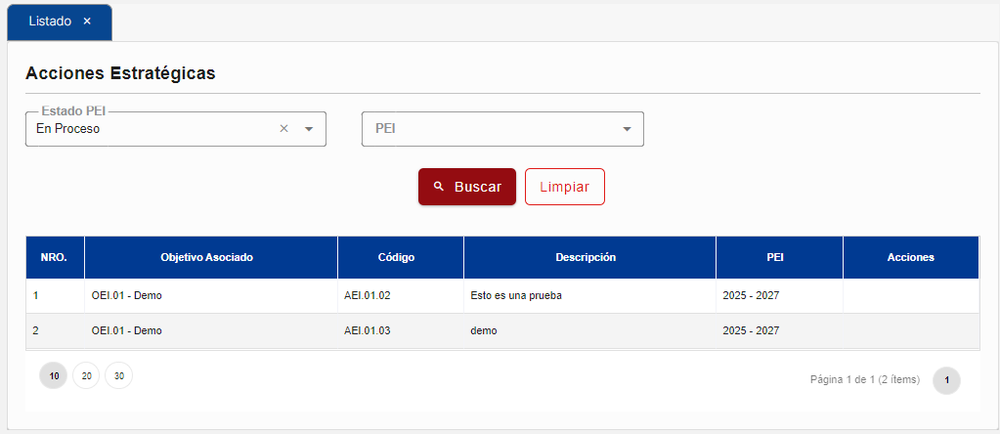 Listado ×
Acciones Estratégicas
Estado PEI
En Proceso
PEI
Buscar Limpiar
NRO. Objetivo Asociado Código Descripción PEI Acciones
1 OEI.01 - Demo AEI.01.02 Esto es una prueba 2025 - 2027
2 OEI.01 - Demo AEI.01.03 demo 2025 - 2027
10 20 30 Página 1 de 1 (2 ítems) 1